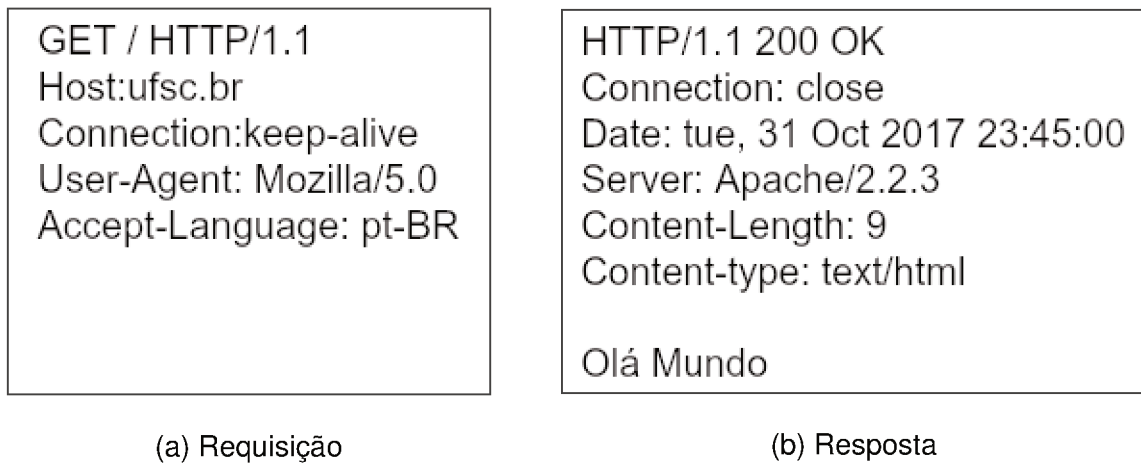 GET / HTTP/1.1
Host:ufsc.br
Connection:keep-alive
User-Agent: Mozilla/5.0
Accept-Language: pt-BR
(a) Requisição
HTTP/1.1 200 OK
Connection: close
Date: tue, 31 Oct 2017 23:45:00
Server: Apache/2.2.3
Content-Length: 9
Content-type: text/html
Olá Mundo
(b) Resposta